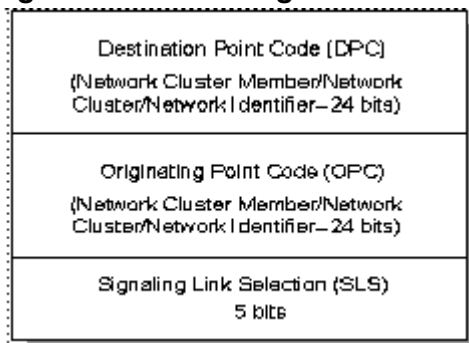 Destination Point Code (DPC)
(Network Cluster Member/Network
Cluster/Network Identifier–24 bits)
Originating Point Code (OPC)
(Network Cluster Member/Network
Cluster/Network Identifier–24 bits)
Signaling Link Selection (SLS)
5 bits